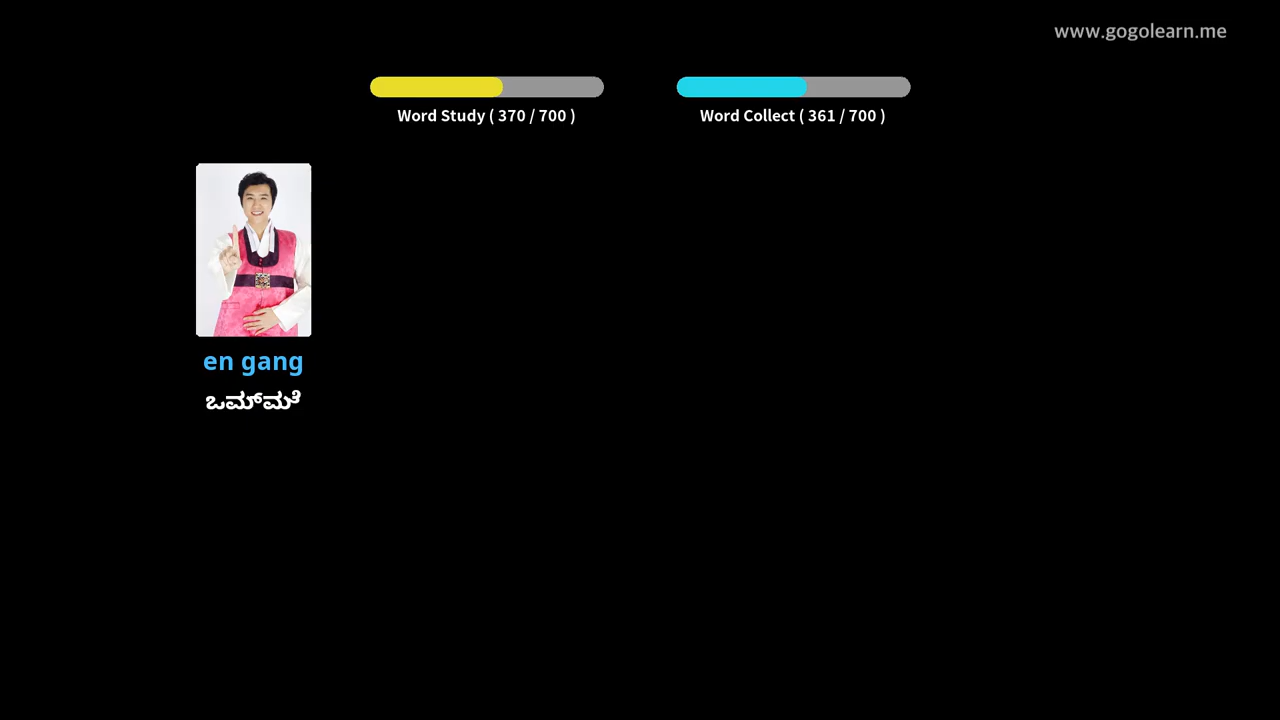 www.gogolearn.me
Word Study ( 370 / 700 )
Word Collect ( 361 / 700 )
en gang
ಒಮ್ಮೆ